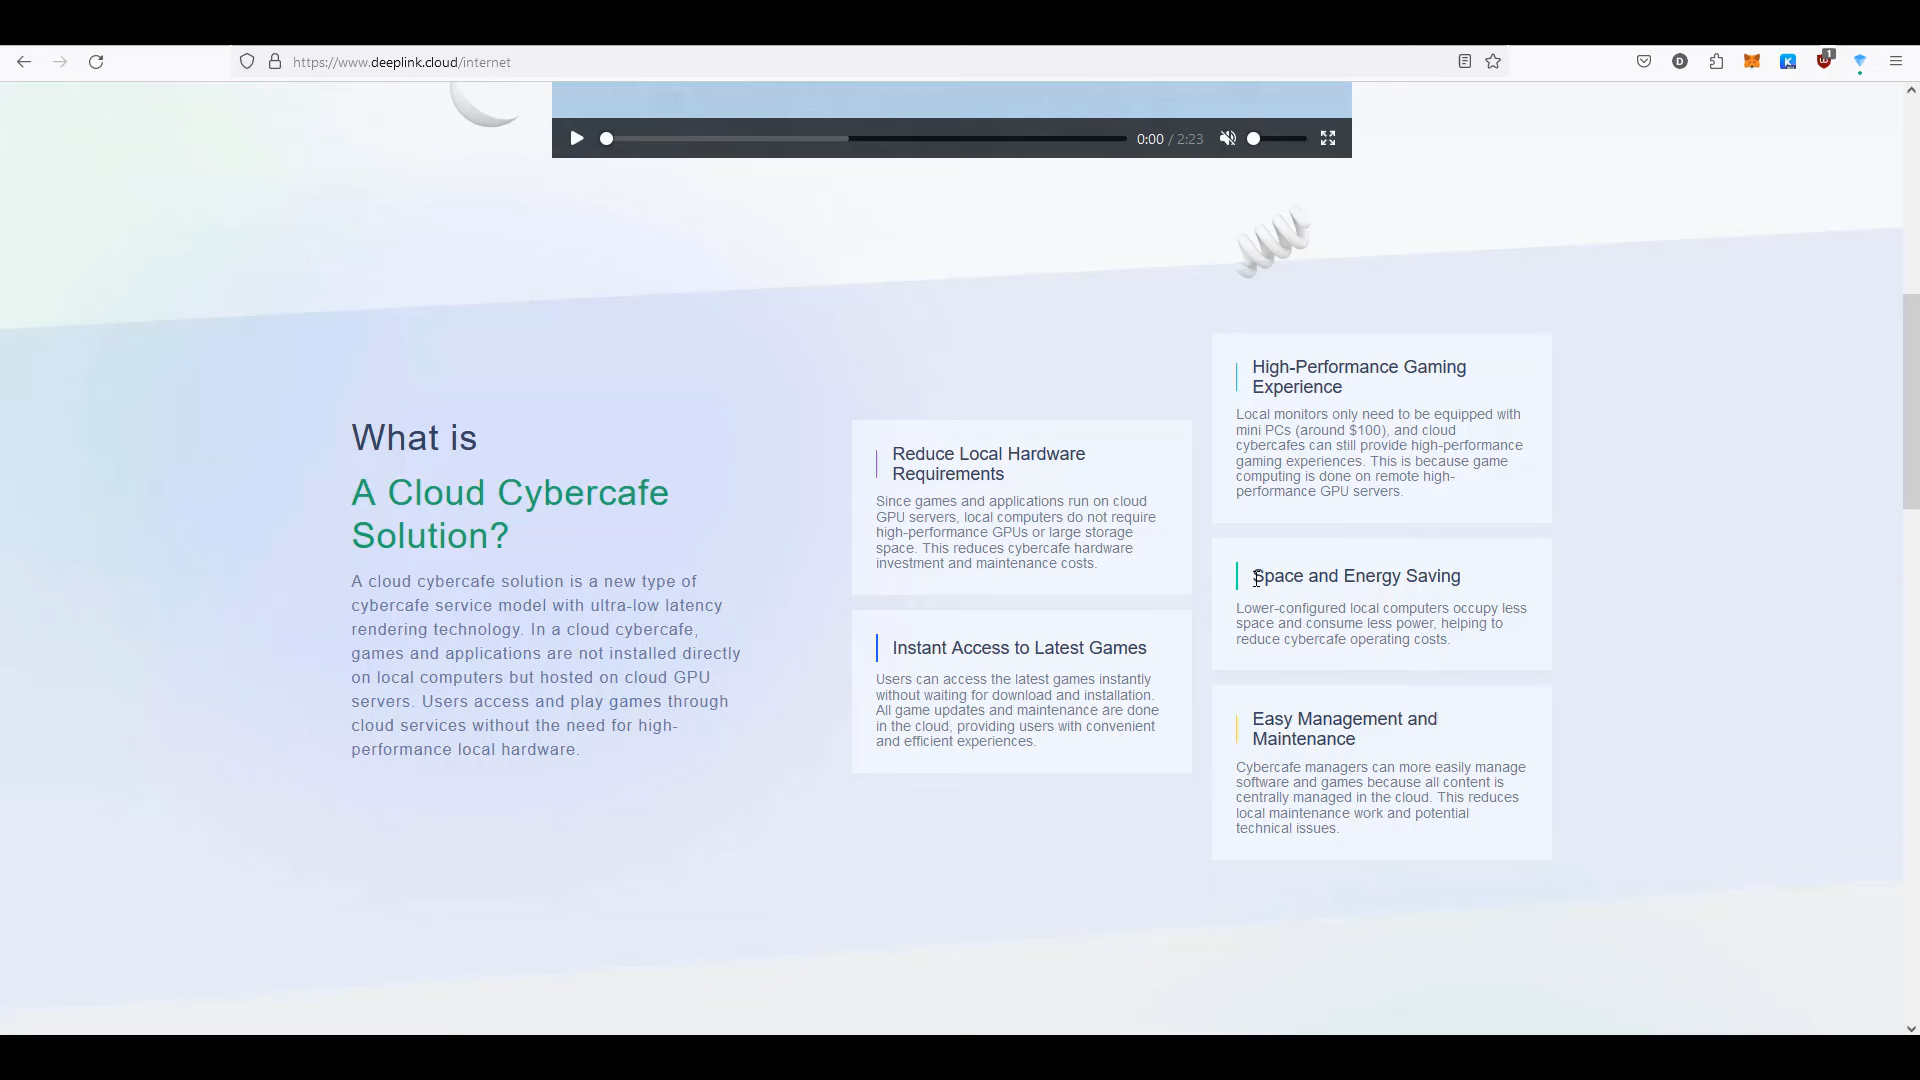 https://www.deeplink.cloud/internet
D
K
1
0:00 / 2:23
What is
A Cloud Cybercafe
Solution?
A cloud cybercafe solution is a new type of
cybercafe service model with ultra-low latency
rendering technology. In a cloud cybercafe,
games and applications are not installed directly
on local computers but hosted on cloud GPU
servers. Users access and play games through
cloud services without the need for high-
performance local hardware.
Reduce Local Hardware
Requirements
Since games and applications run on cloud
GPU servers, local computers do not require
high-performance GPUs or large storage
space. This reduces cybercafe hardware
investment and maintenance costs.
Instant Access to Latest Games
Users can access the latest games instantly
without waiting for download and installation.
All game updates and maintenance are done
in the cloud, providing users with convenient
and efficient experiences.
High-Performance Gaming
Experience
Local monitors only need to be equipped with
mini PCs (around $100), and cloud
cybercafes can still provide high-performance
gaming experiences. This is because game
computing is done on remote high-
performance GPU servers.
Space and Energy Saving
Lower-configured local computers occupy less
space and consume less power, helping to
reduce cybercafe operating costs.
Easy Management and
Maintenance
Cybercafe managers can more easily manage
software and games because all content is
centrally managed in the cloud. This reduces
local maintenance work and potential
technical issues.